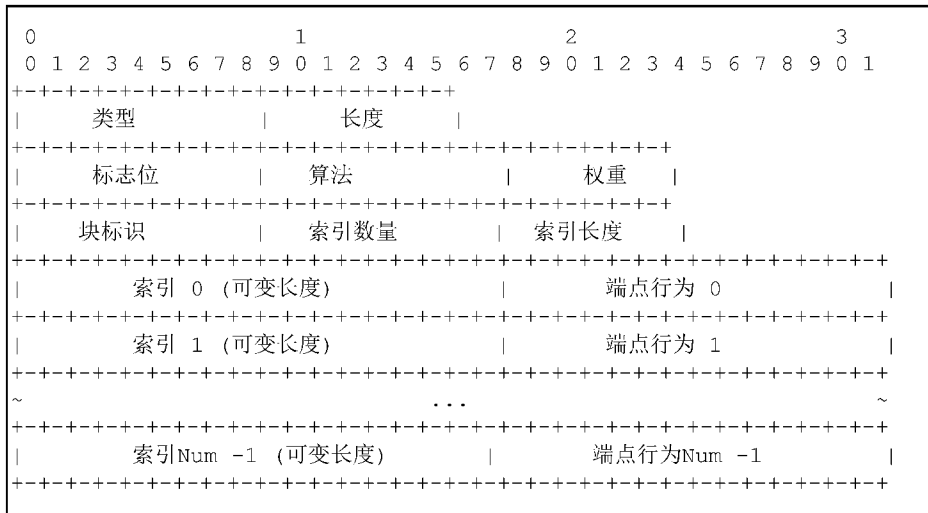 0 1 2 3
0 1 2 3 4 5 6 7 8 9 0 1 2 3 4 5 6 7 8 9 0 1 2 3 4 5 6 7 8 9 0 1
+-+-+-+-+-+-+-+-+-+-+-+-+-+-+-+-+
| 类型 | 长度 |
+-+-+-+-+-+-+-+-+-+-+-+-+-+-+-+-+-+-+-+-+-+-+-+-+
| 标志位 | 算法 | 权重 |
+-+-+-+-+-+-+-+-+-+-+-+-+-+-+-+-+-+-+-+-+-+-+-+-+
| 块标识 | 索引数量 | 索引长度 |
+-+-+-+-+-+-+-+-+-+-+-+-+-+-+-+-+-+-+-+-+-+-+-+-+-+-+-+-+-+-+-+-+
| 索引 0 (可变长度) | 端点行为 0 |
+-+-+-+-+-+-+-+-+-+-+-+-+-+-+-+-+-+-+-+-+-+-+-+-+-+-+-+-+-+-+-+-+
| 索引 1 (可变长度) | 端点行为 1 |
+-+-+-+-+-+-+-+-+-+-+-+-+-+-+-+-+-+-+-+-+-+-+-+-+-+-+-+-+-+-+-+-+
~ ... ~
+-+-+-+-+-+-+-+-+-+-+-+-+-+-+-+-+-+-+-+-+-+-+-+-+-+-+-+-+-+-+-+-+
| 索引Num -1 (可变长度) | 端点行为Num -1 |
+-+-+-+-+-+-+-+-+-+-+-+-+-+-+-+-+-+-+-+-+-+-+-+-+-+-+-+-+-+-+-+-+